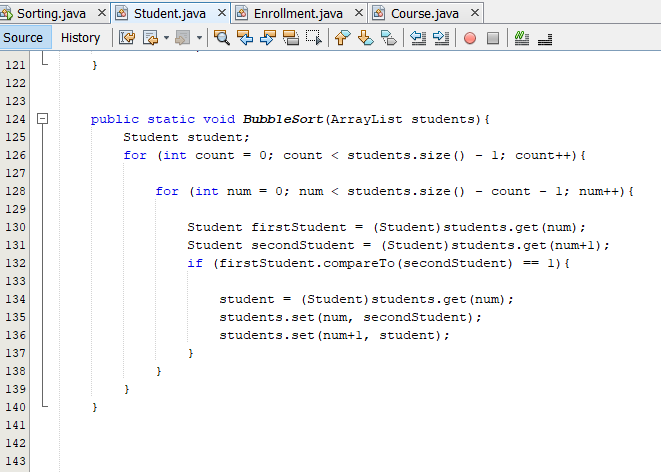 Sorting.java Student.java Enrollment.java Course.java
Source History
121 }
122
123
124 public static void BubbleSort(ArrayList students){
125 Student student;
126 for (int count = 0; count < students.size() - 1; count++){
127
128 for (int num = 0; num < students.size() - count - 1; num++){
129
130 Student firstStudent = (Student)students.get(num);
131 Student secondStudent = (Student)students.get(num+1);
132 if (firstStudent.compareTo(secondStudent) == 1){
133
134 student = (Student)students.get(num);
135 students.set(num, secondStudent);
136 students.set(num+1, student);
137 }
138 }
139 }
140 }
141
142
143